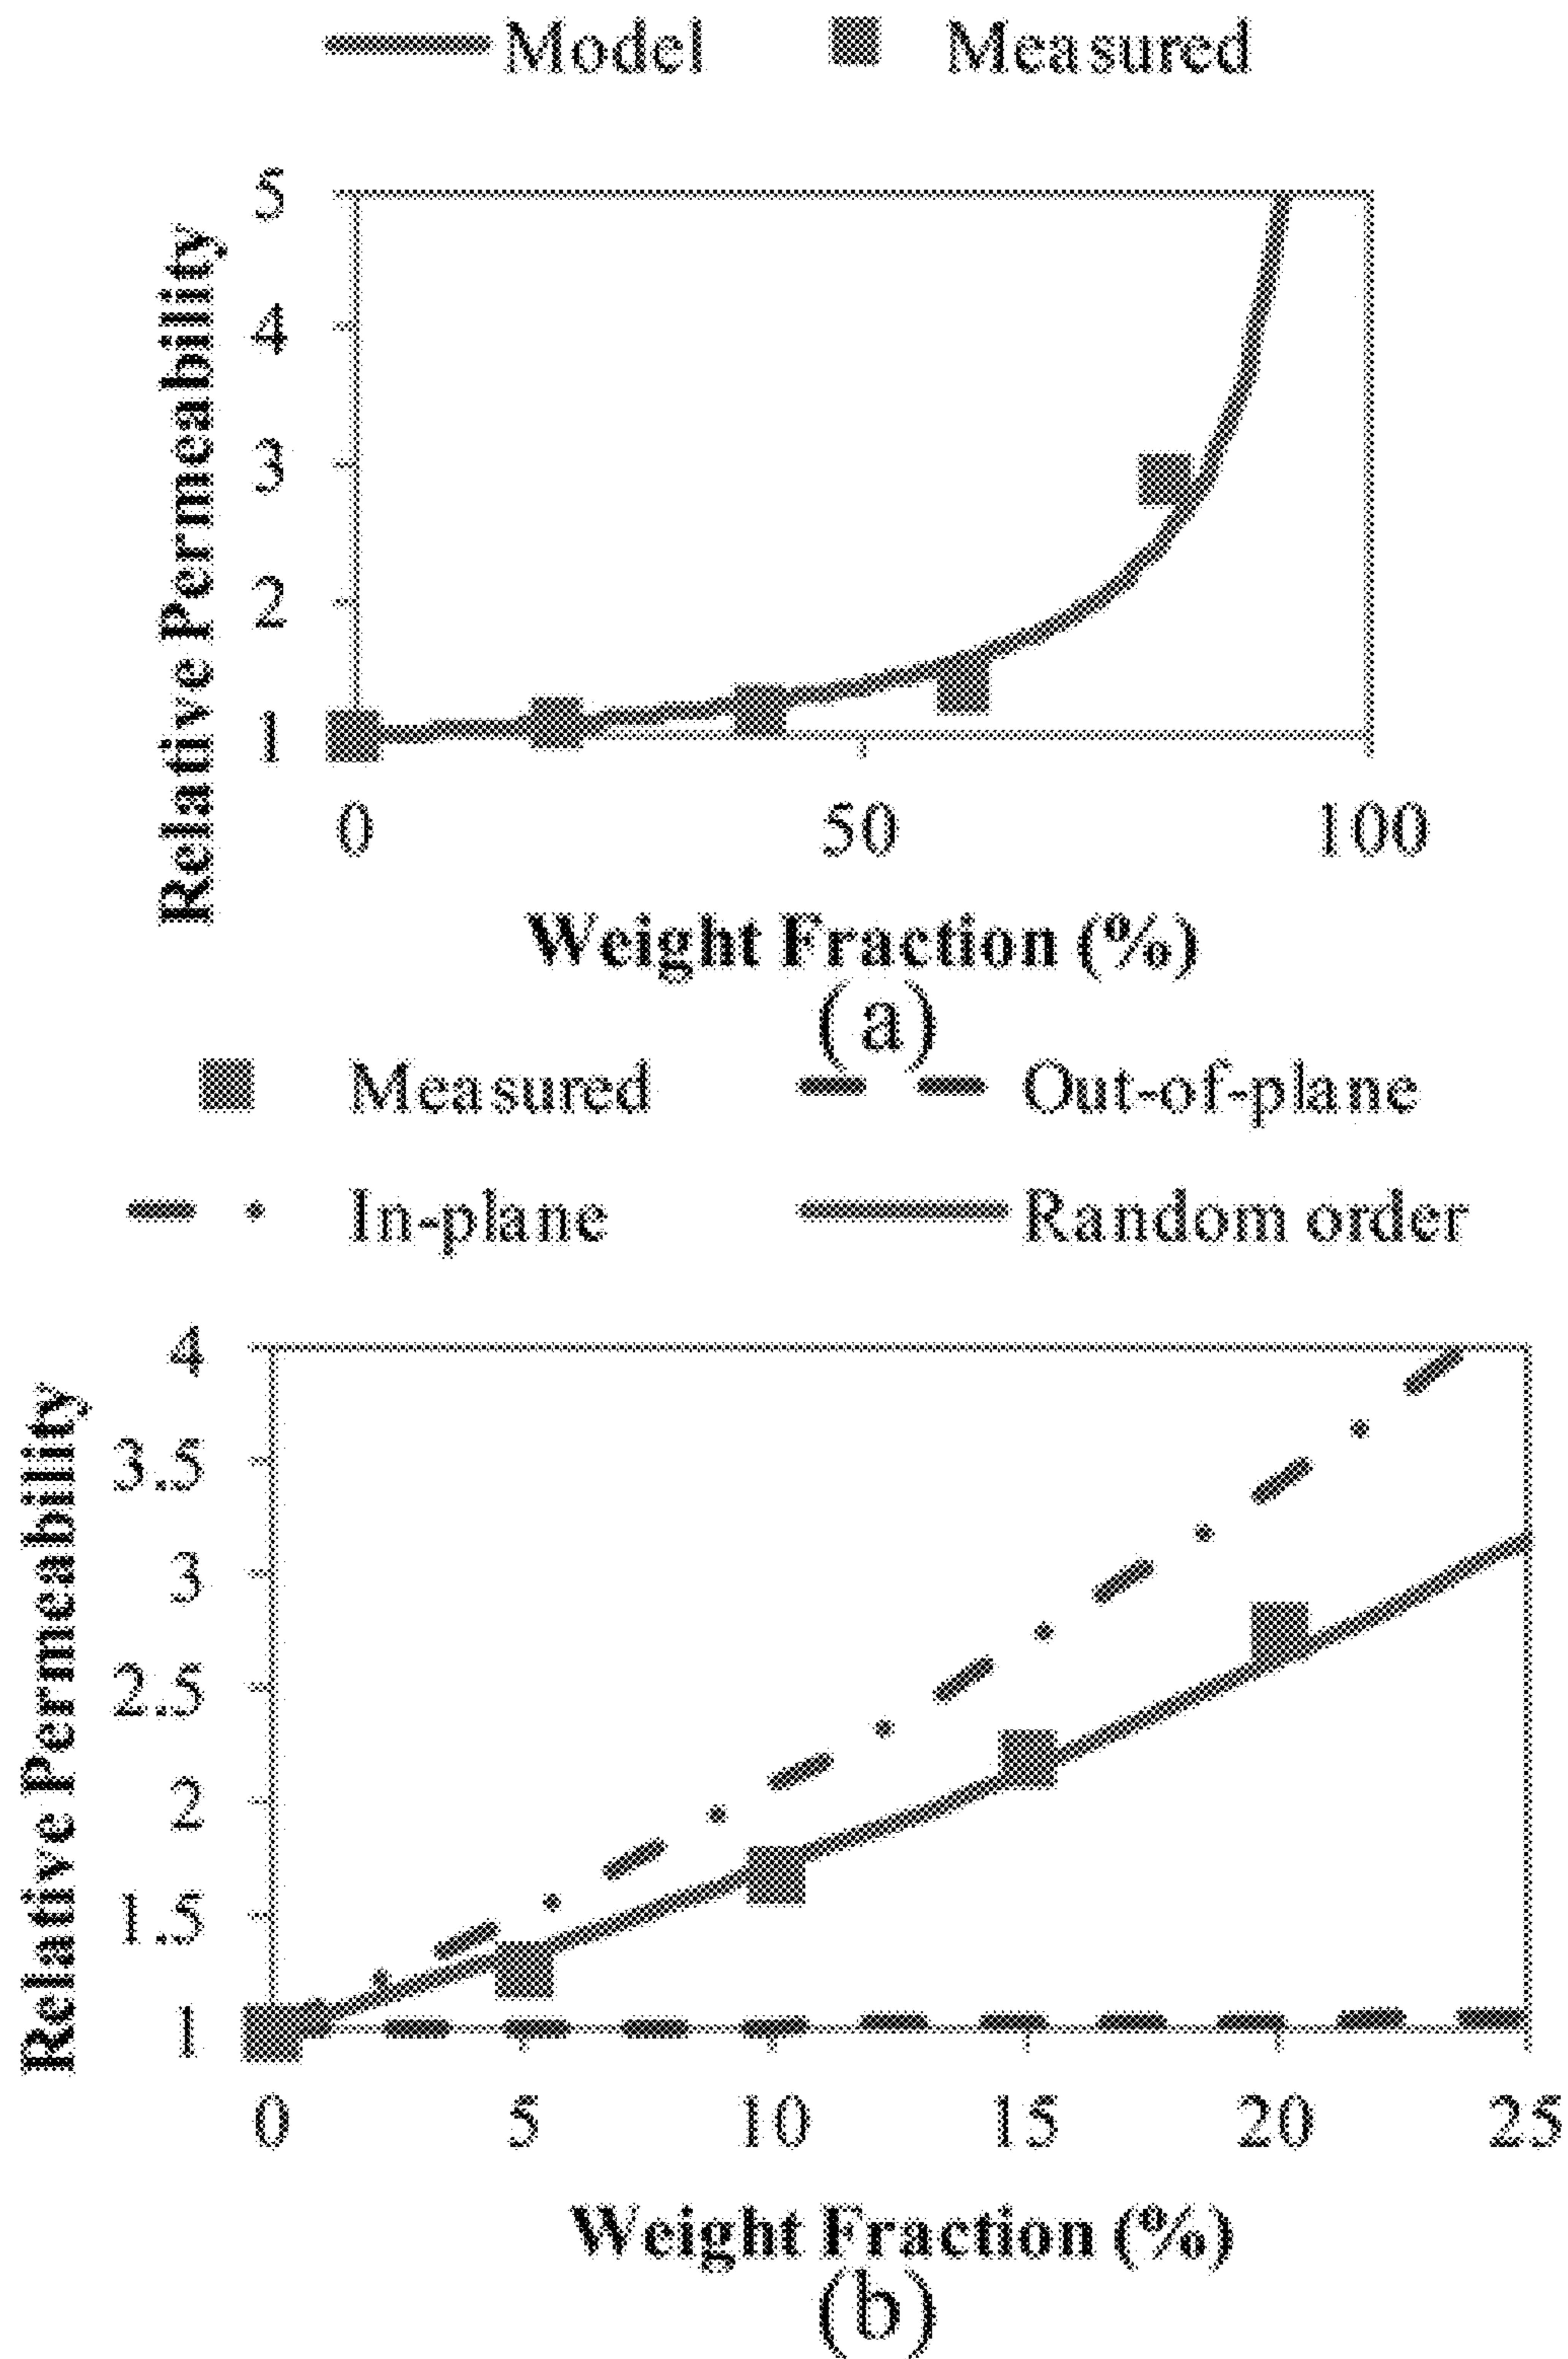 Model Measured
5
4
3
2
1
Relative Permeability
0 50 100
Weight Fraction (%)
(a)
Measured Out-of-plane
In-plane Random order
4
3.5
3
2.5
2
1.5
1
Relative Permeability
0 5 10 15 20 25
Weight Fraction (%)
(b)